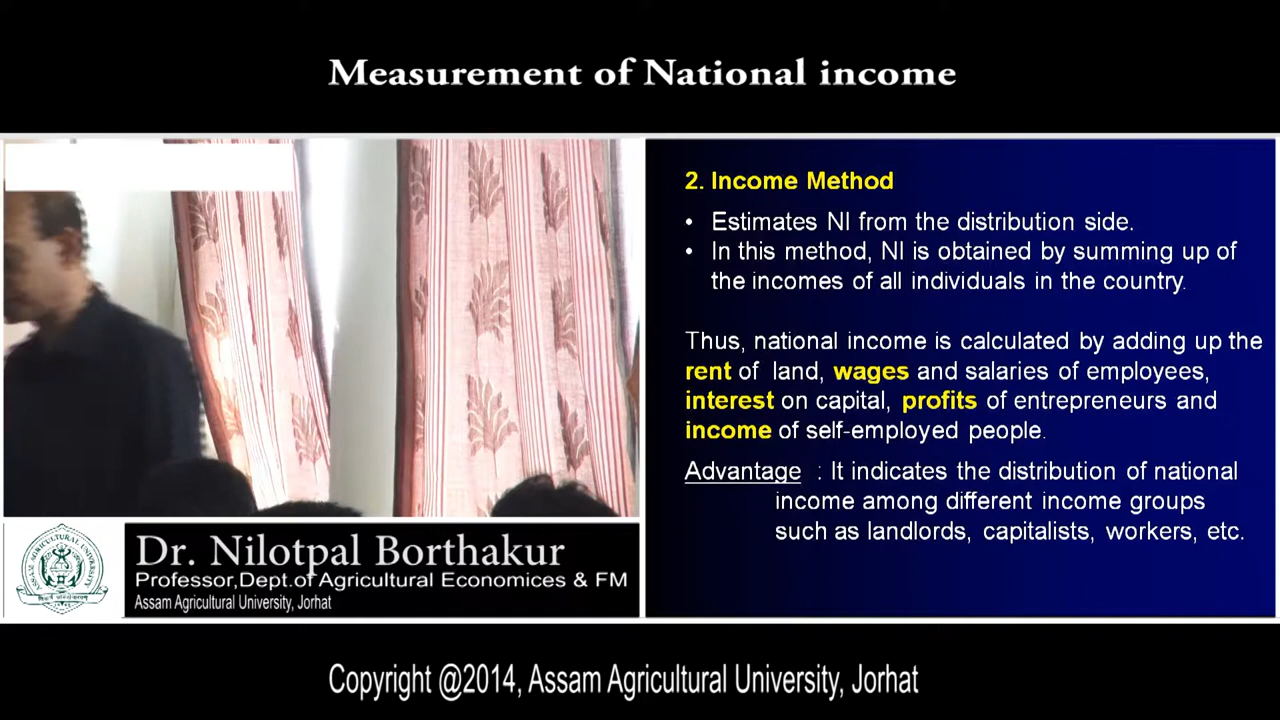 Measurement of National income
2. Income Method
• Estimates NI from the distribution side.
• In this method, NI is obtained by summing up of
the incomes of all individuals in the country.
Thus, national income is calculated by adding up the
rent of land, wages and salaries of employees,
interest on capital, profits of entrepreneurs and
income of self-employed people.
Advantage : It indicates the distribution of national
income among different income groups
such as landlords, capitalists, workers, etc.
ASSAM AGRICULTURAL UNIVERSITY
Dr. Nilotpal Borthakur
Professor,Dept.of Agricultural Economices & FM
Assam Agricultural University, Jorhat
Copyright @2014, Assam Agricultural University, Jorhat